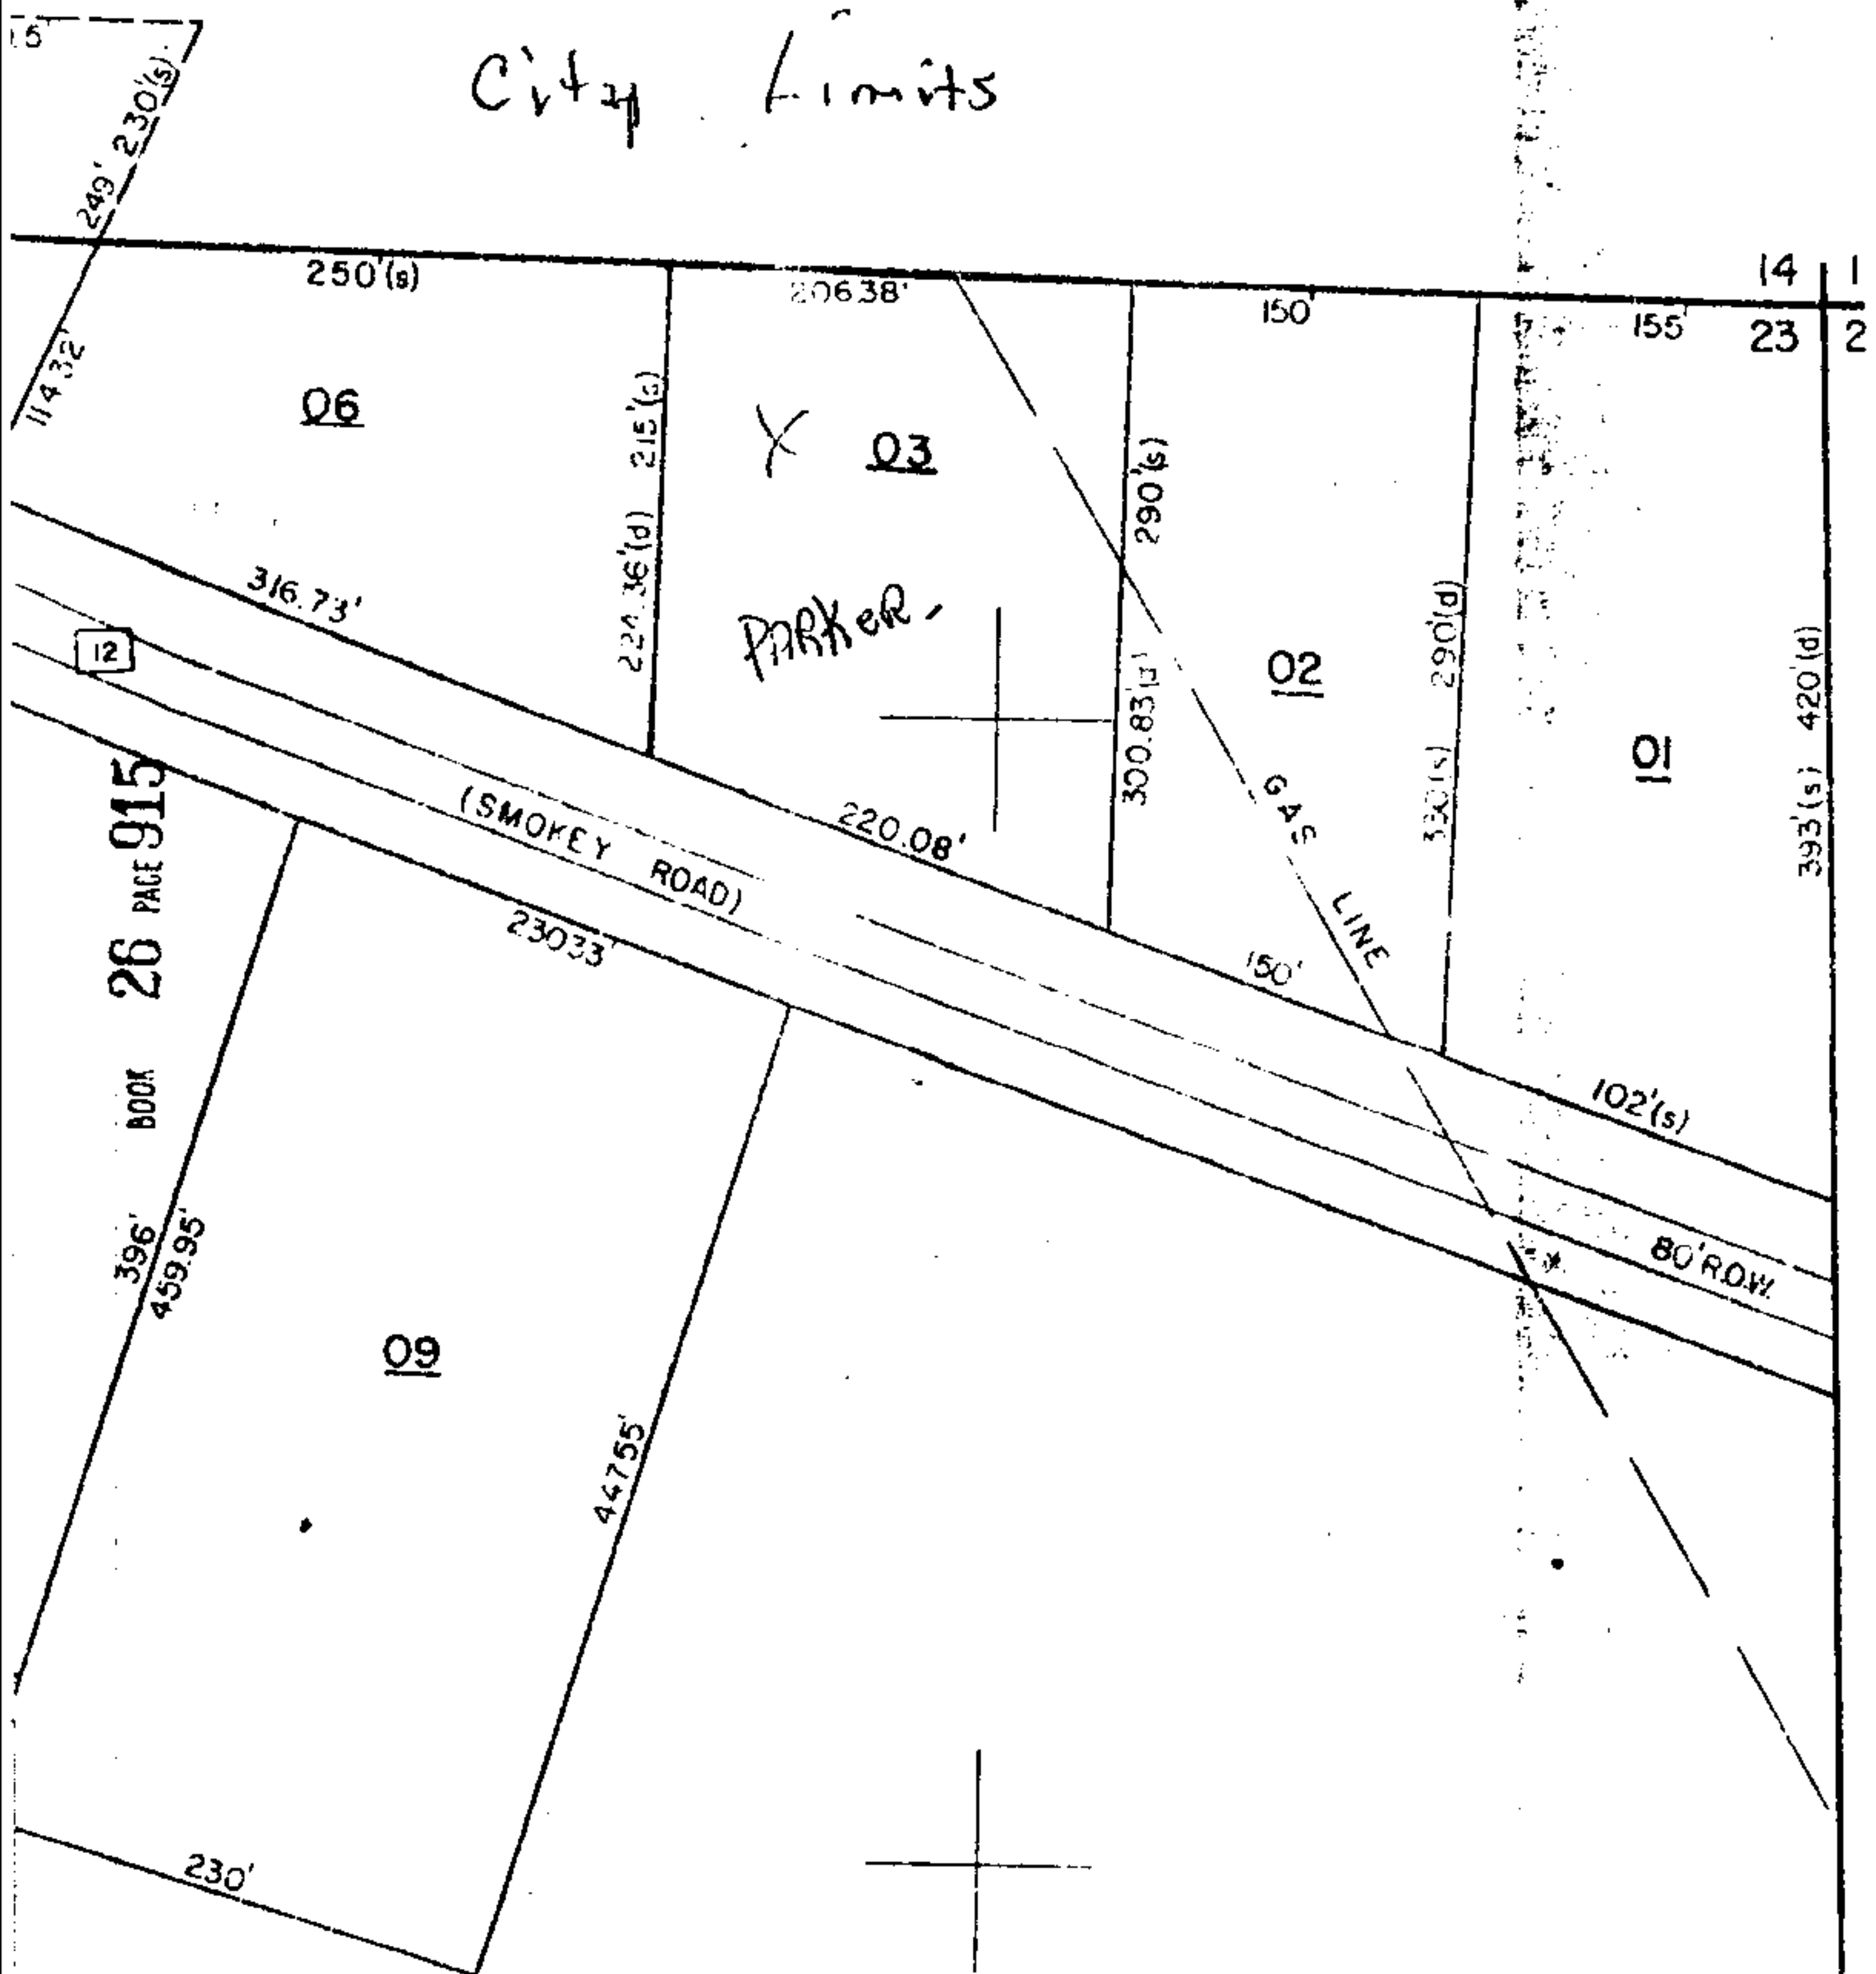 City Limits
249' 230'(s)
250'(s)
206.38'
150'
155'
14
1
23
2
114.32'
06
215'(s)
224.36'(d)
X
03
PARKER
290'(s)
300.83'(d)
02
290'(d)
330'(s)
01
420'(d)
393'(s)
316.73'
12
(SMOKEY ROAD)
220.08'
GAS LINE
150'
102'(s)
80' R.O.W.
230.33'
BOOK 26 PAGE 915
396'
459.95'
09
447.55'
230'